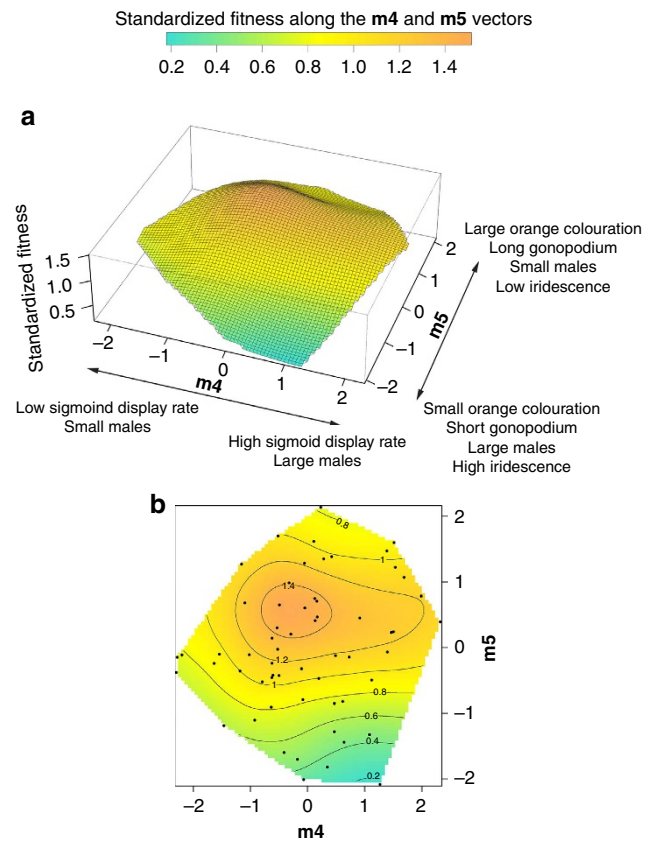 Standardized fitness along the m4 and m5 vectors
0.2 0.4 0.6 0.8 1.0 1.2 1.4
a
Standardized fitness
1.5
1.0
0.5
−2
−1
0
1
2
m4
2
1
0
−1
−2
m5
Large orange colouration
Long gonopodium
Small males
Low iridescence
Low sigmoind display rate
Small males
High sigmoid display rate
Large males
Small orange colouration
Short gonopodium
Large males
High iridescence
b
0.8
1
1.4
1.2
1
0.8
0.6
0.4
0.2
2
1
0
−1
−2
m5
−2 −1 0 1 2
m4